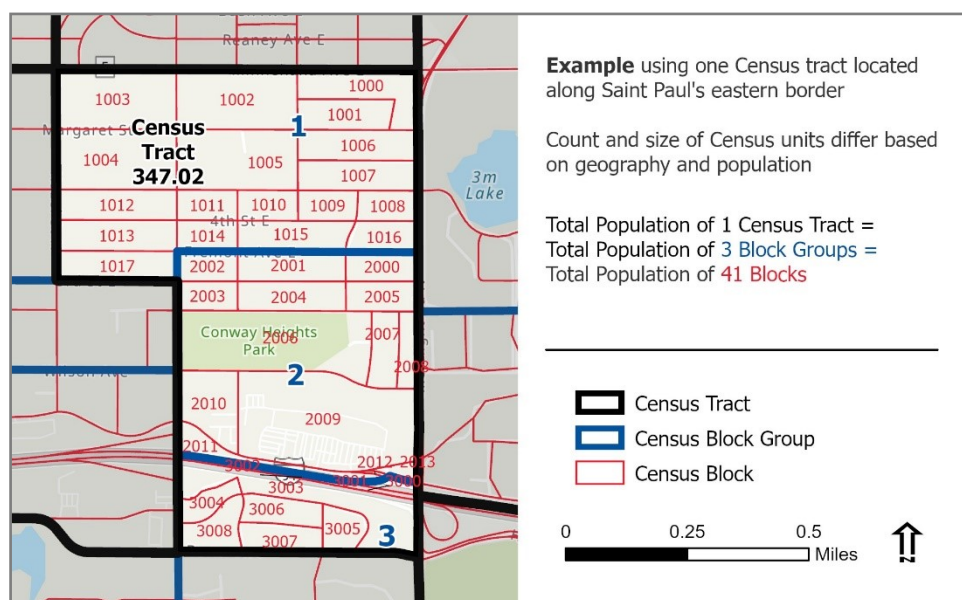 Reaney Ave E
1003
1002
1000
1001
Margaret St
Census
Tract
347.02
1
1004
1005
1006
1007
3m
Lake
1012
1011
1010
1009
1008
4th St E
1013
1014
1015
1016
1017
2002
2001
2000
2003
2004
2005
Conway Heights
Park
2006
2007
2008
2
2010
2009
2011
2012
2013
3002
3001
3000
3003
3004
3006
3005
3008
3007
3
Example using one Census tract located
along Saint Paul's eastern border
Count and size of Census units differ based
on geography and population
Total Population of 1 Census Tract =
Total Population of 3 Block Groups =
Total Population of 41 Blocks
Census Tract
Census Block Group
Census Block
0
0.25
0.5
Miles
N